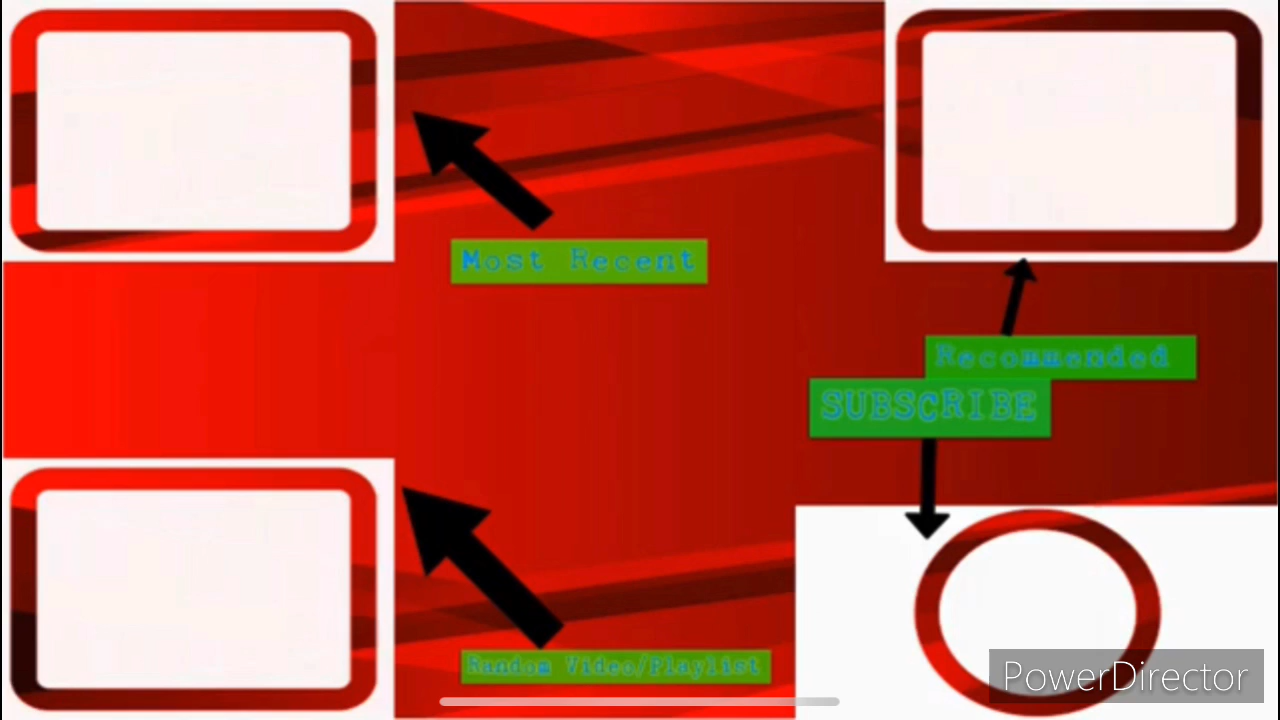 Most Recent
Recommended
SUBSCRIBE
Random Video/Playlist
PowerDirector